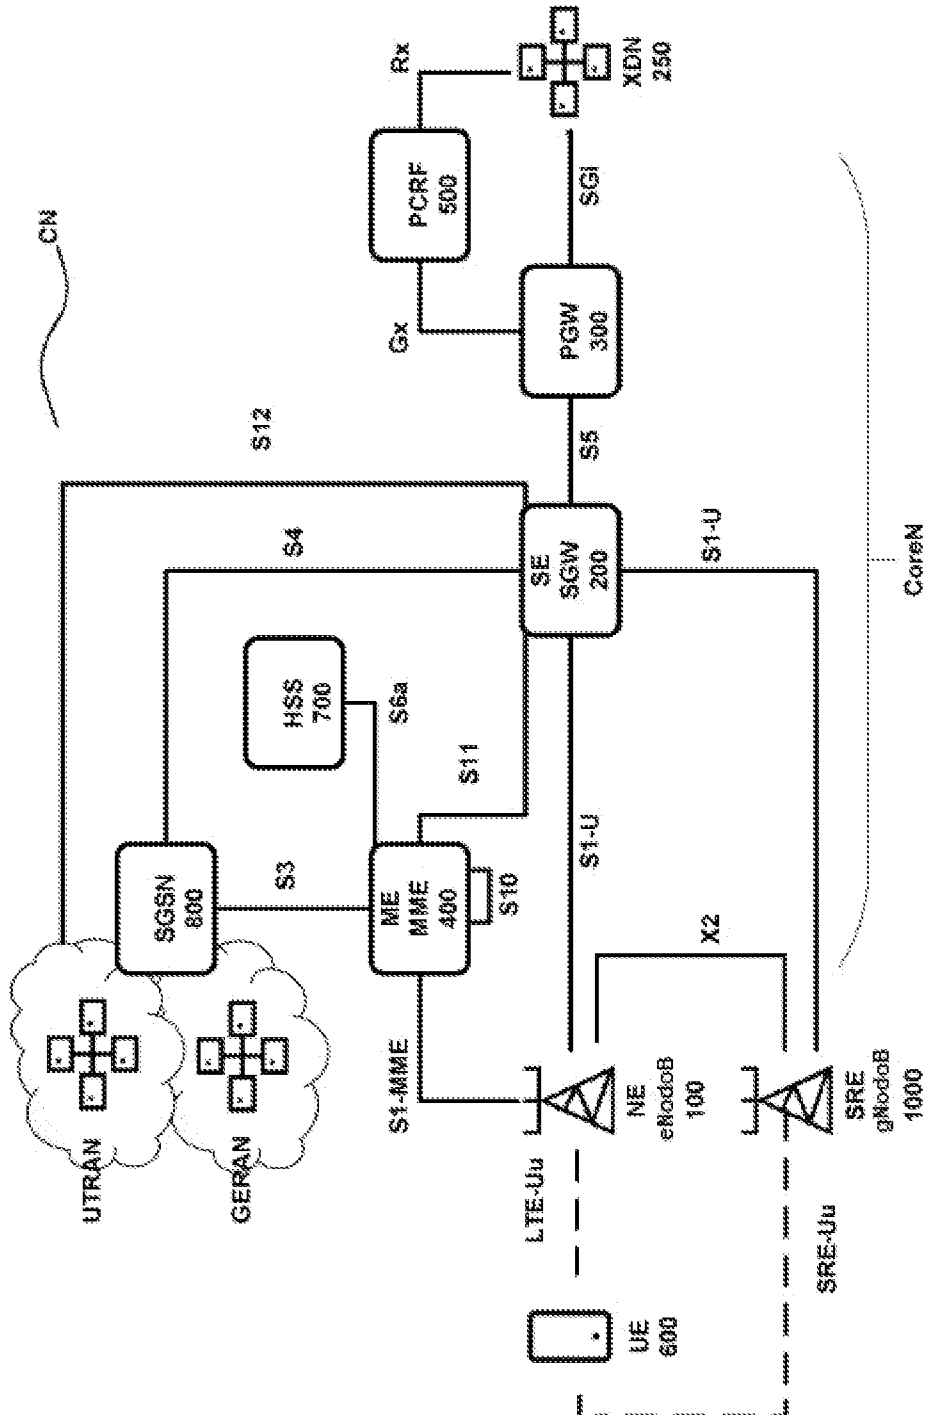 CN
UTRAN
SGSN
800
GERAN
S12
S3
S4
HSS
700
S1-MME
ME
MME
400
S6a
Gx
Rx
PCRF
500
S11
S10
LTE-Uu
SE
SGW
200
PGW
300
S1-U
S5
SGi
UE
600
NE
eNodeB
100
XDN
250
X2
S1-U
SRE-Uu
SRE
gNodeB
1000
CoreN